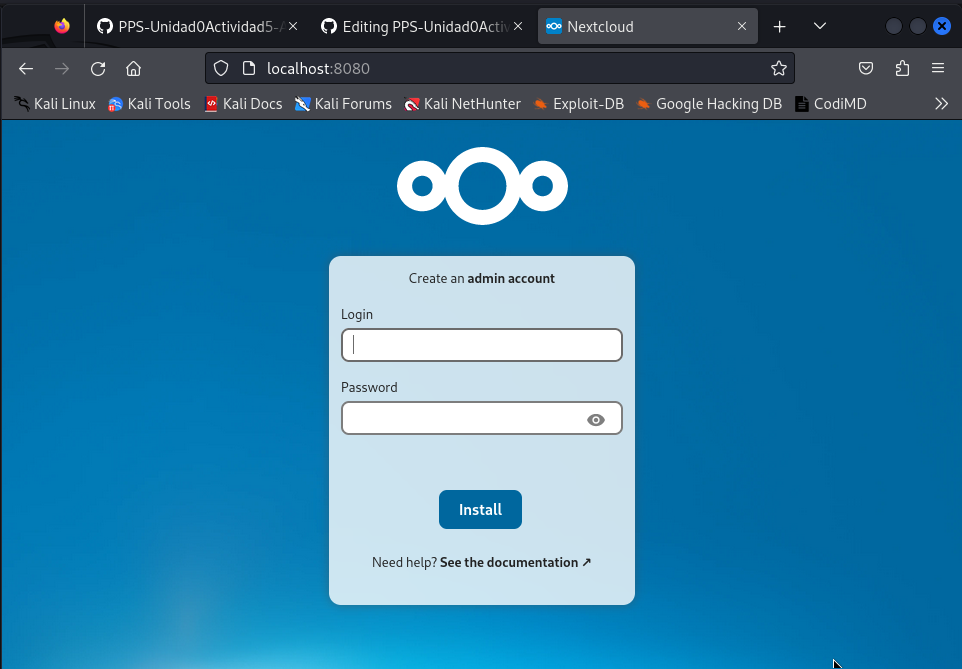 PPS-Unidad0Actividad5-
Editing PPS-Unidad0Activ
Nextcloud
localhost:8080
Kali Linux Kali Tools Kali Docs Kali Forums Kali NetHunter Exploit-DB Google Hacking DB CodiMD
Create an admin account
Login
Password
Install
Need help? See the documentation ↗